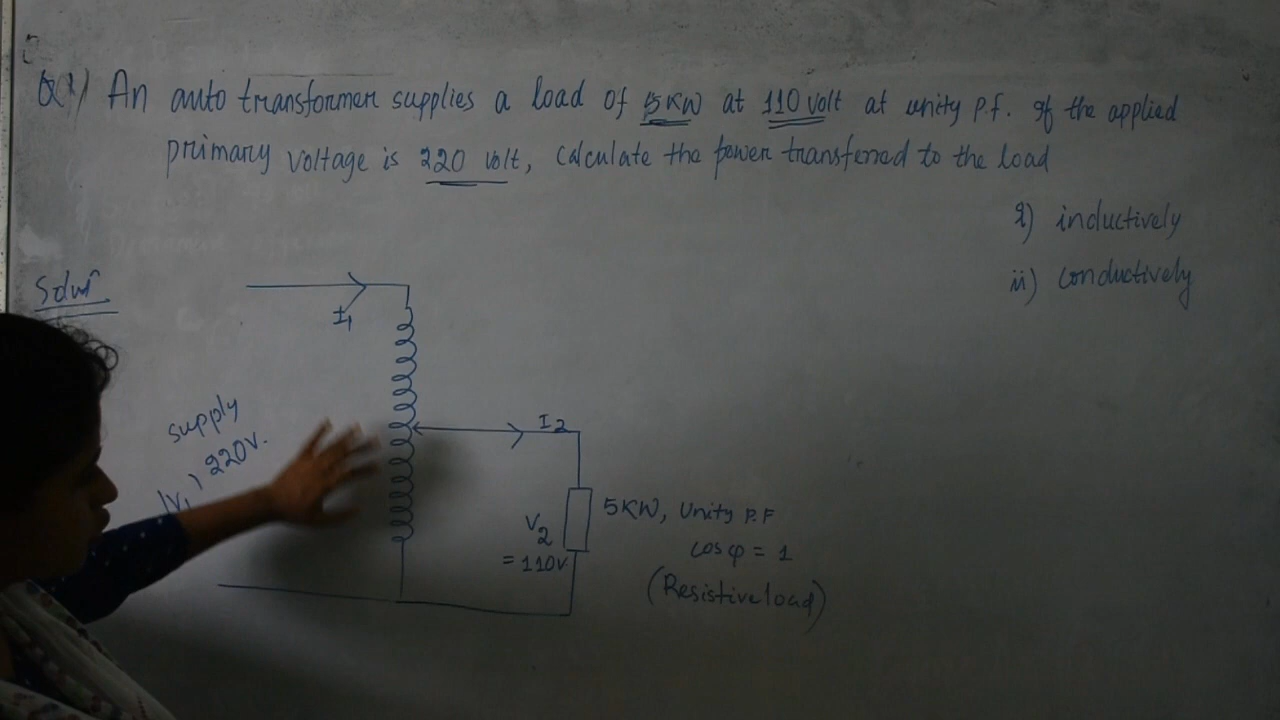 Q1) An auto transformer supplies a load of 5KW at 110 volt at unity p.f. If the applied
primary voltage is 220 volt, calculate the power transferred to the load
i) inductively
ii) conductively
Soluⁿ
I₁
supply
220V.
I₂
V₂
= 110V
5KW, Unity P.F
cosφ = 1
(Resistive load)